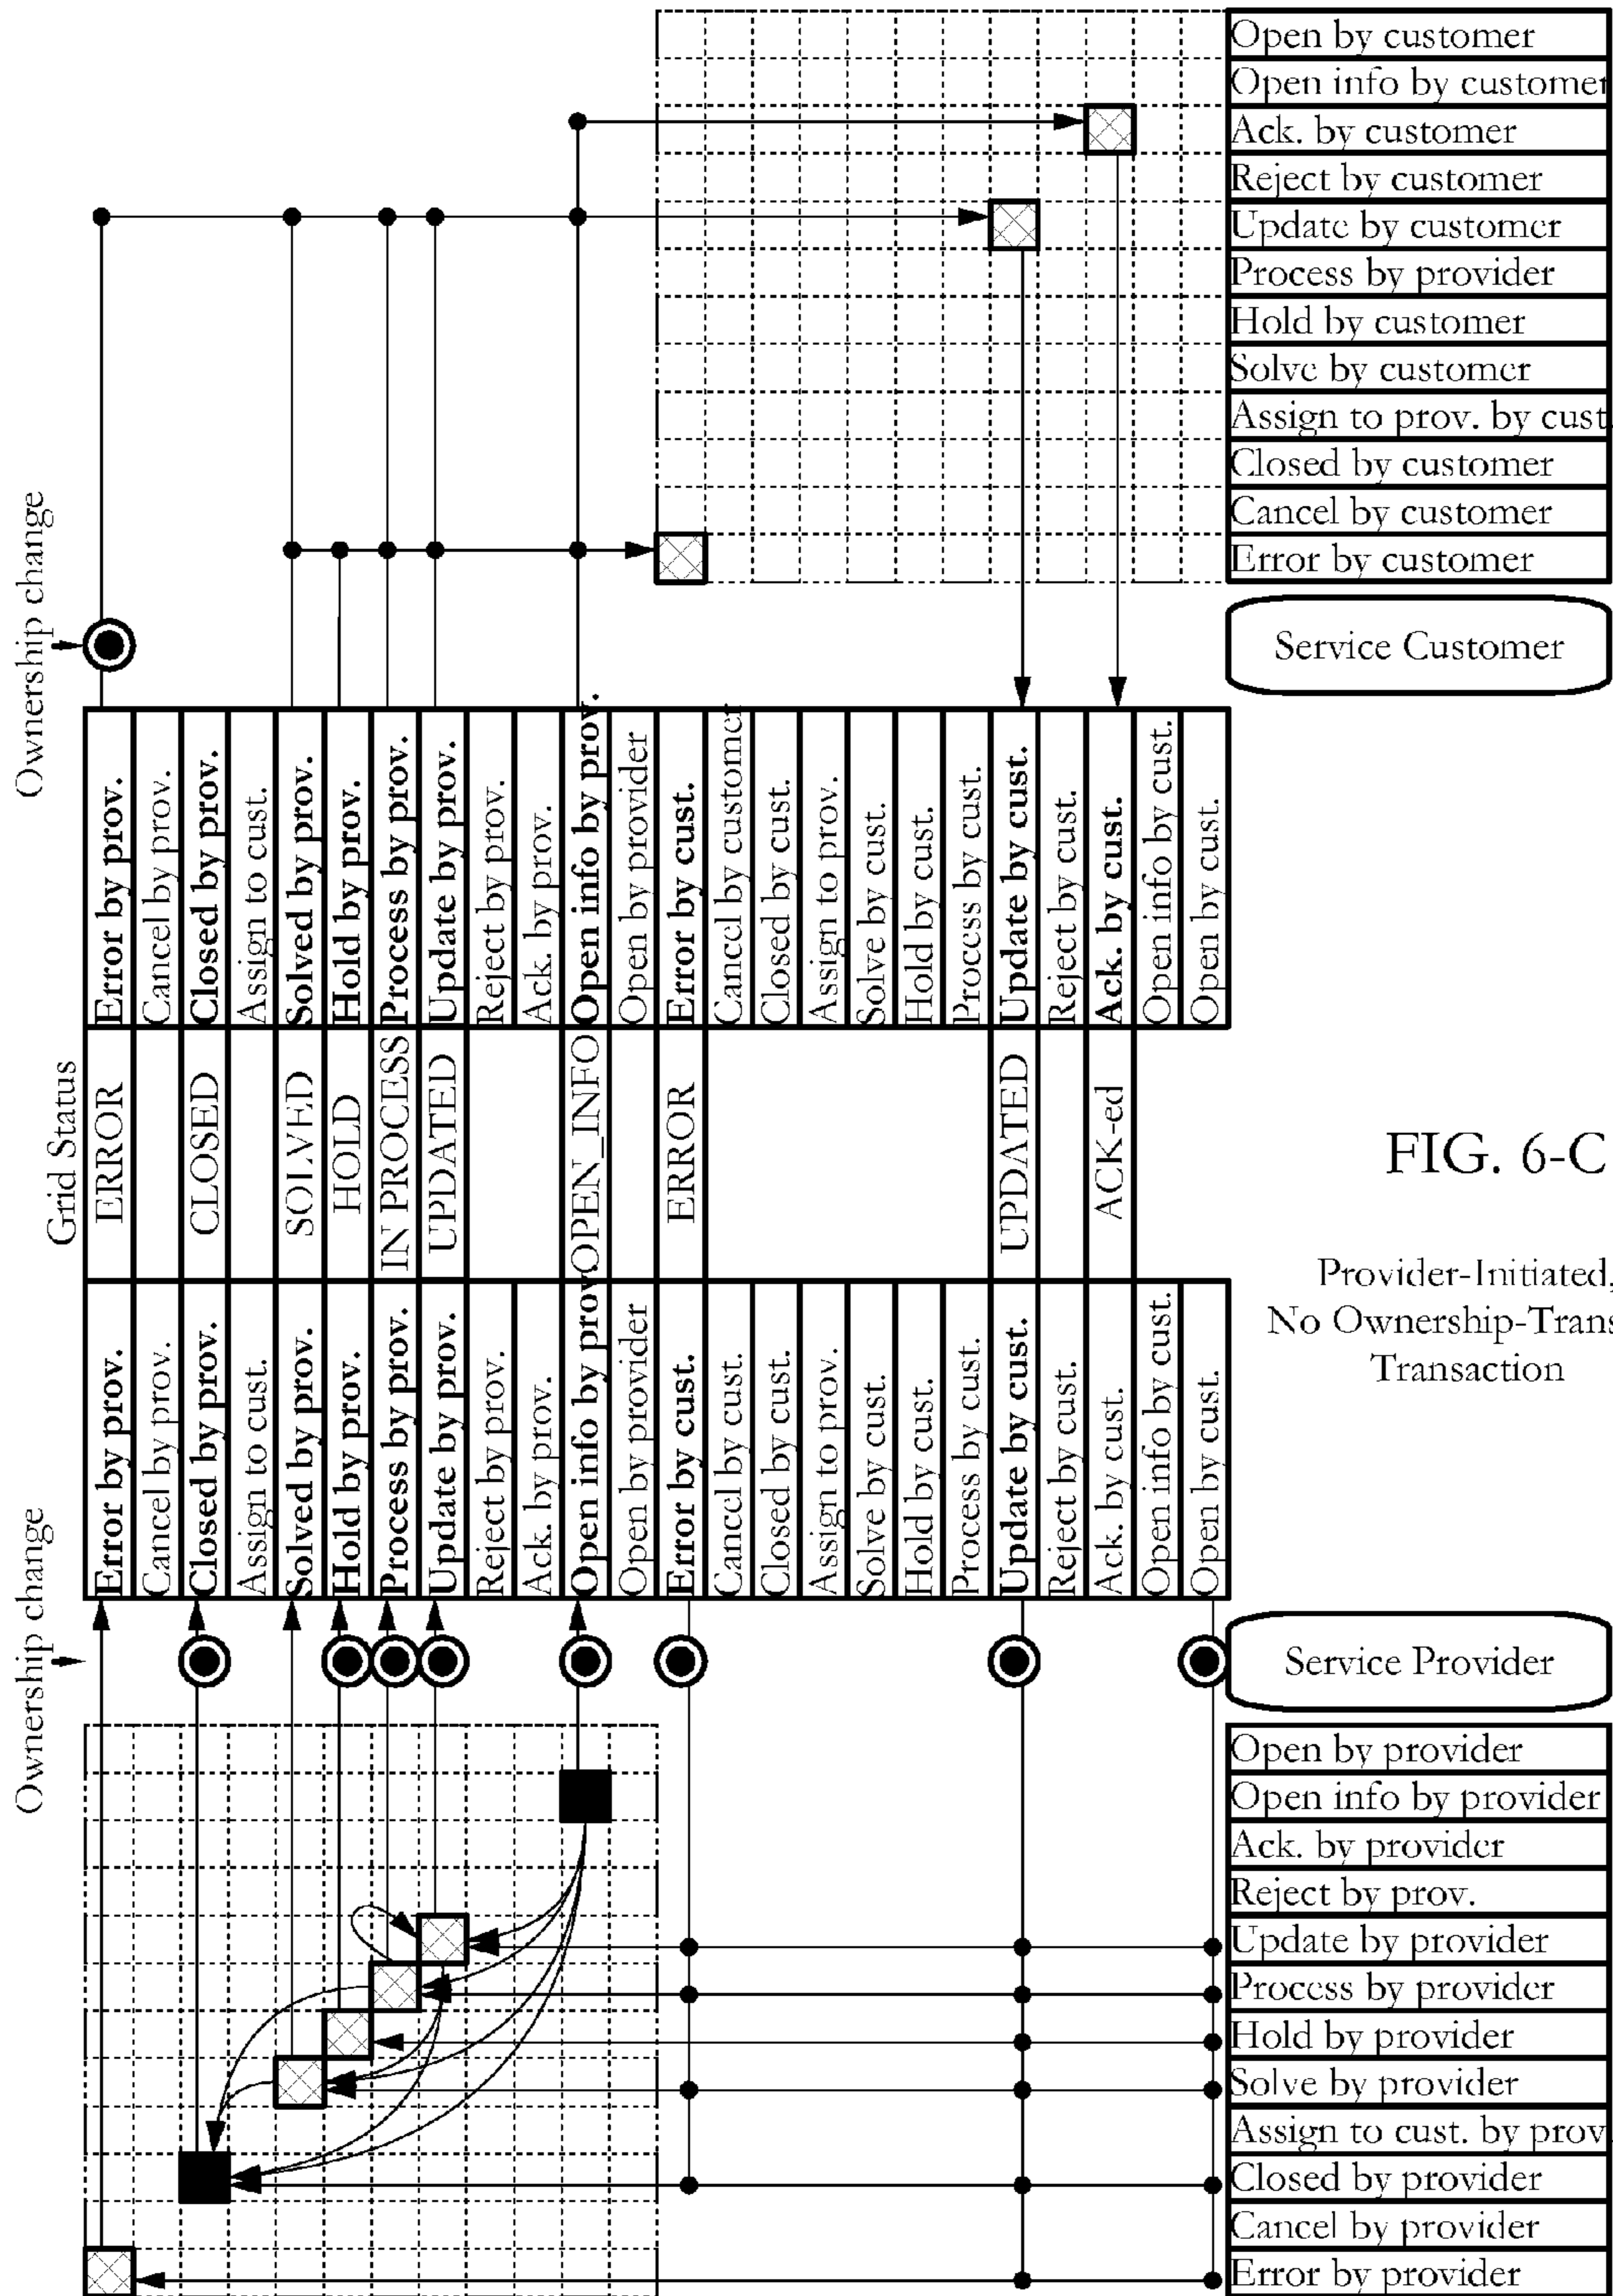 Open by customer
Open info by customer
Ack. by customer
Reject by customer
Update by customer
Process by provider
Hold by customer
Solve by customer
Assign to prov. by cust.
Closed by customer
Cancel by customer
Error by customer
Service Customer
Ownership change
Error by prov.
Cancel by prov.
Closed by prov.
Assign to cust.
Solved by prov.
Hold by prov.
Process by prov.
Update by prov.
Reject by prov.
Ack. by prov.
Open info by prov.
Open by provider
Error by cust.
Cancel by customer
Closed by cust.
Assign to prov.
Solve by cust.
Hold by cust.
Process by cust.
Update by cust.
Reject by cust.
Ack. by cust.
Open info by cust.
Open by cust.
Grid Status
ERROR
CLOSED
SOLVED
HOLD
IN PROCESS
UPDATED
OPEN_INFO
ERROR
UPDATED
ACK-ed
FIG. 6-C
Provider-Initiated,
No Ownership-Trans
Transaction
Error by prov.
Cancel by prov.
Closed by prov.
Assign to cust.
Solved by prov.
Hold by prov.
Process by prov.
Update by prov.
Reject by prov.
Ack. by prov.
Open info by prov.
Open by provider
Error by cust.
Cancel by cust.
Closed by cust.
Assign to prov.
Solve by cust.
Hold by cust.
Process by cust.
Update by cust.
Reject by cust.
Ack. by cust.
Open info by cust.
Open by cust.
Ownership change
Service Provider
Open by provider
Open info by provider
Ack. by provider
Reject by prov.
Update by provider
Process by provider
Hold by provider
Solve by provider
Assign to cust. by prov
Closed by provider
Cancel by provider
Error by provider